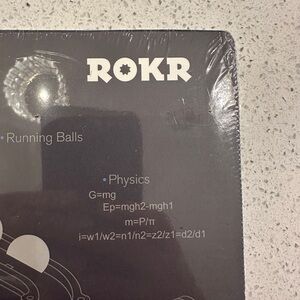 ROKR
• Running Balls
• Physics
G=mg
Ep=mgh2-mgh1
m=P/π
i=w1/w2=n1/n2=z2/z1=d2/d1